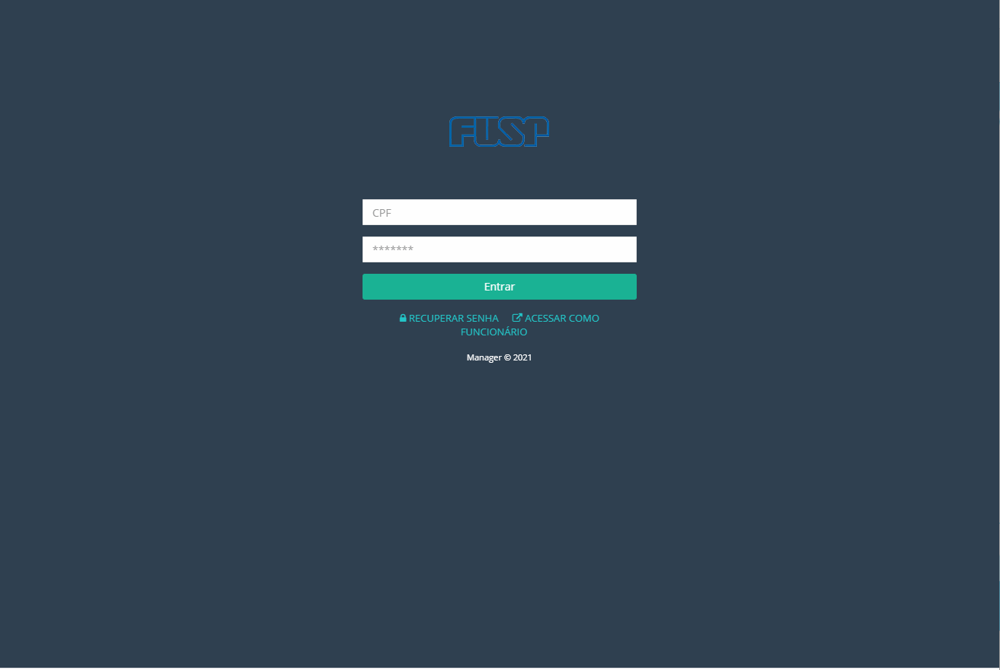 FUSP
CPF
*******
Entrar
RECUPERAR SENHA ACESSAR COMO
FUNCIONÁRIO
Manager © 2021